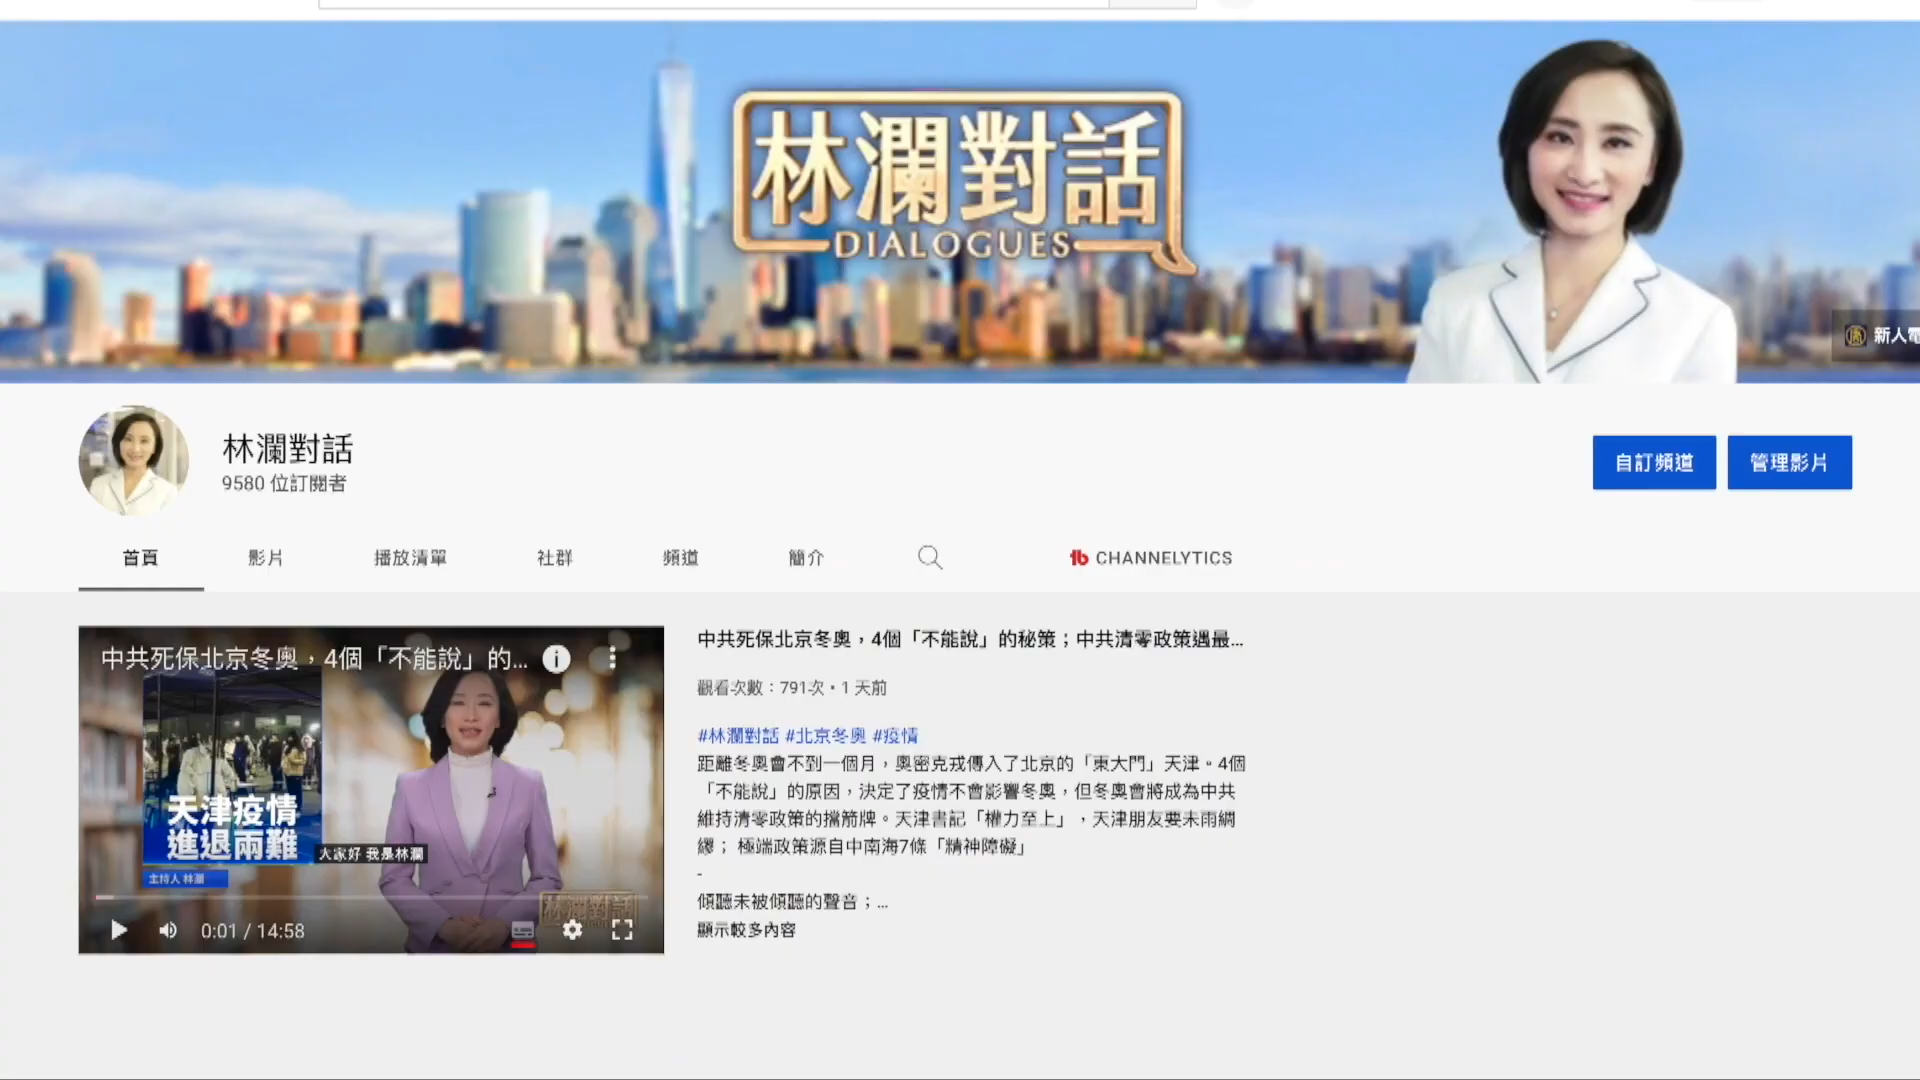 林瀾對話
DIALOGUES
林瀾對話
9580 位訂閱者
自訂頻道
管理影片
首頁
影片
播放清單
社群
頻道
簡介
CHANNELYTICS
中共死保北京冬奧，4個「不能說」的...
天津疫情
進退兩難
大家好 我是林瀾
主持人 林瀾
林瀾對話
0:01 / 14:58
中共死保北京冬奧，4個「不能說」的秘策；中共清零政策遇最...
觀看次數：791次 • 1 天前
#林瀾對話 #北京冬奧 #疫情
距離冬奧會不到一個月，奧密克戎傳入了北京的「東大門」天津。4個
「不能說」的原因，決定了疫情不會影響冬奧，但冬奧會將成為中共
維持清零政策的擋箭牌。天津書記「權力至上」，天津朋友要未雨綢
繆； 極端政策源自中南海7條「精神障礙」
-
傾聽未被傾聽的聲音；...
顯示較多內容